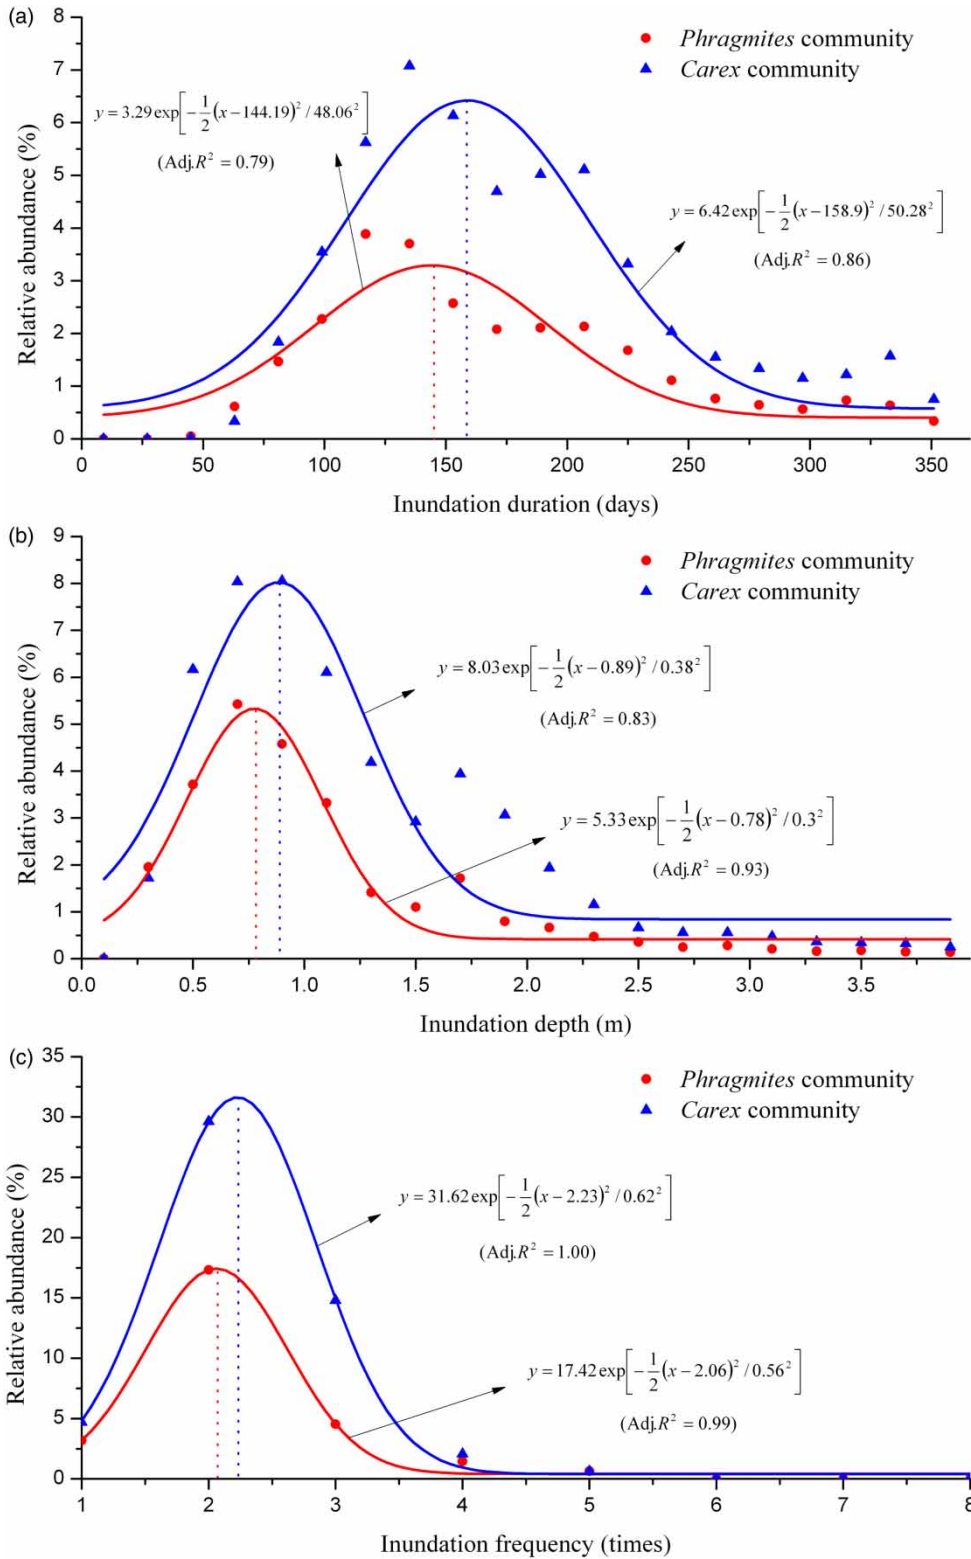 (a)
8
7
6
5
4
3
2
1
0
Relative abundance (%)
Phragmites community
Carex community
y = 3.29 exp[−1/2(x−144.19)² / 48.06²]
(Adj.R² = 0.79)
y = 6.42 exp[−1/2(x−158.9)² / 50.28²]
(Adj.R² = 0.86)
0 50 100 150 200 250 300 350
Inundation duration (days)
(b)
9
8
7
6
5
4
3
2
1
0
Relative abundance (%)
Phragmites community
Carex community
y = 8.03 exp[−1/2(x−0.89)² / 0.38²]
(Adj.R² = 0.83)
y = 5.33 exp[−1/2(x−0.78)² / 0.3²]
(Adj.R² = 0.93)
0.0 0.5 1.0 1.5 2.0 2.5 3.0 3.5
Inundation depth (m)
(c)
35
30
25
20
15
10
5
0
Relative abundance (%)
Phragmites community
Carex community
y = 31.62 exp[−1/2(x−2.23)² / 0.62²]
(Adj.R² = 1.00)
y = 17.42 exp[−1/2(x−2.06)² / 0.56²]
(Adj.R² = 0.99)
1 2 3 4 5 6 7 8
Inundation frequency (times)